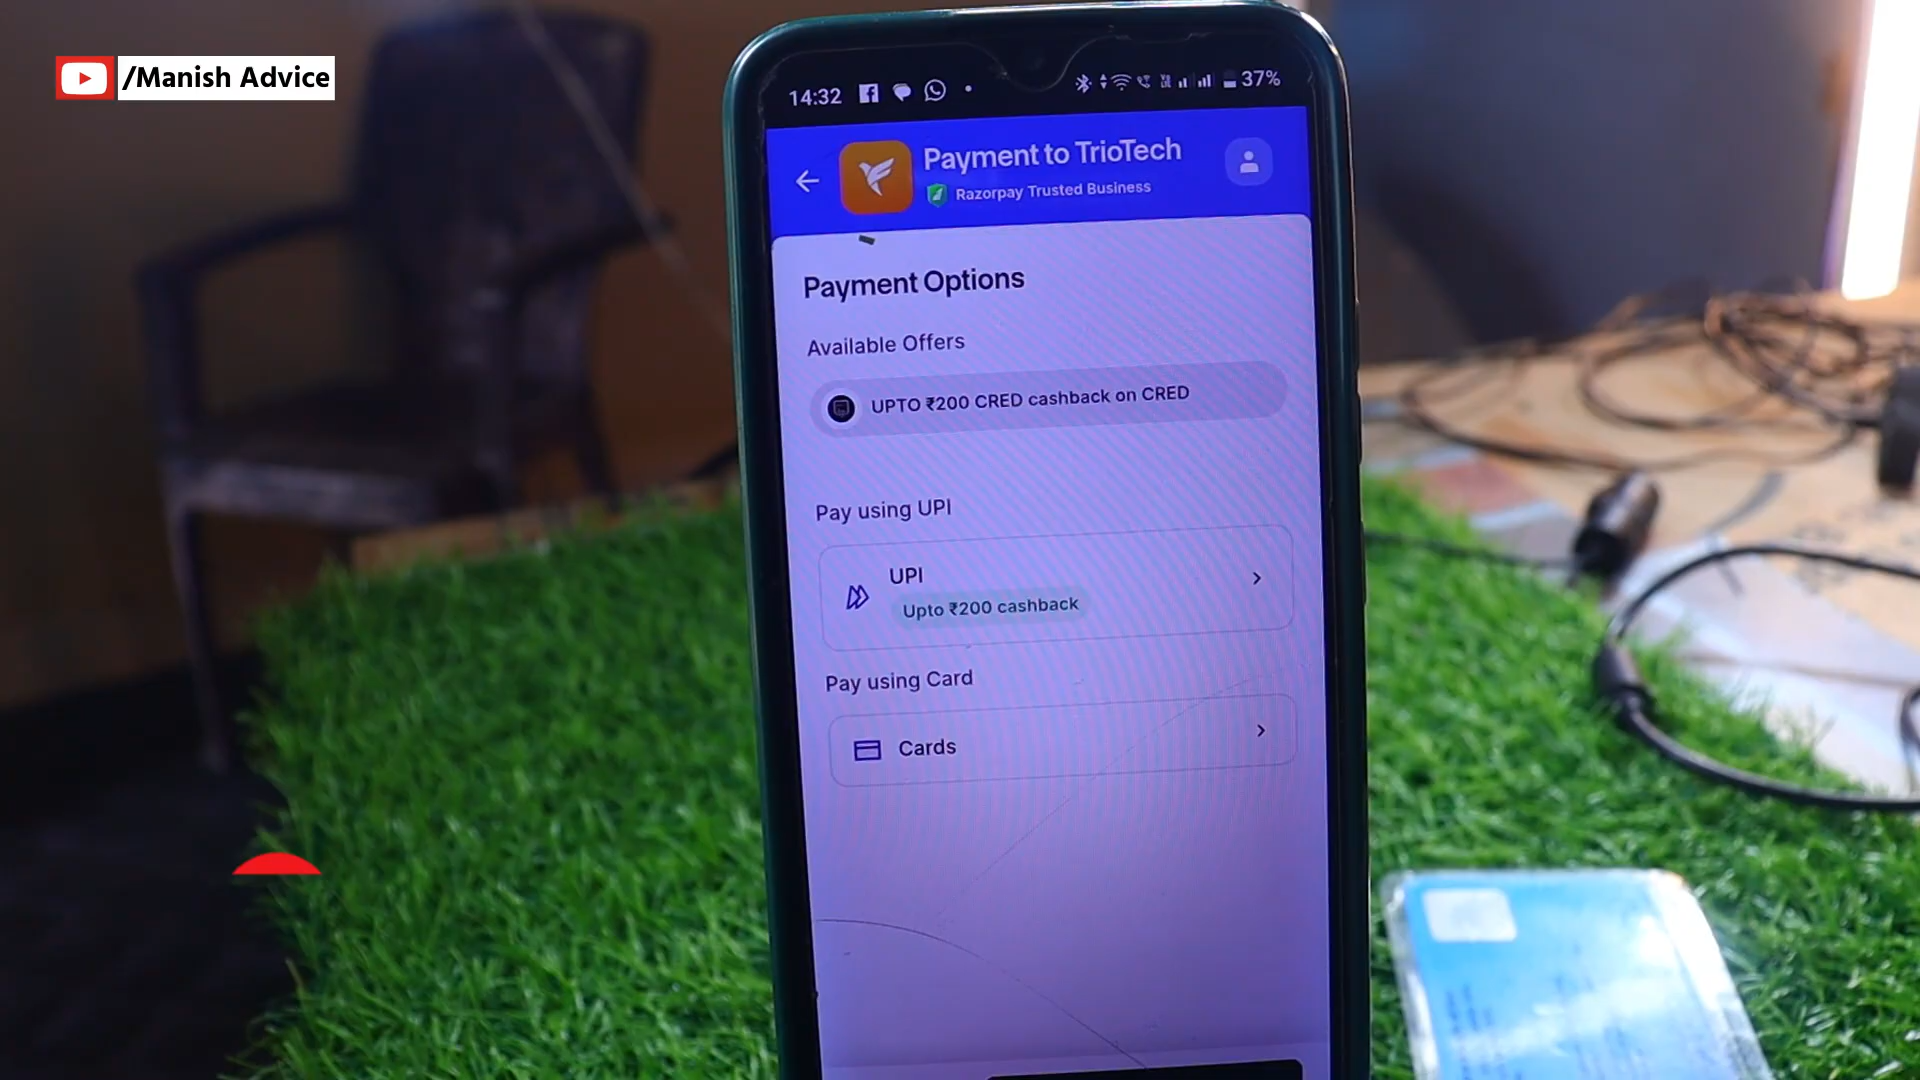 /Manish Advice
14:32
37%
Payment to TrioTech
Razorpay Trusted Business
Payment Options
Available Offers
UPTO ₹200 CRED cashback on CRED
Pay using UPI
UPI
Upto ₹200 cashback
Pay using Card
Cards